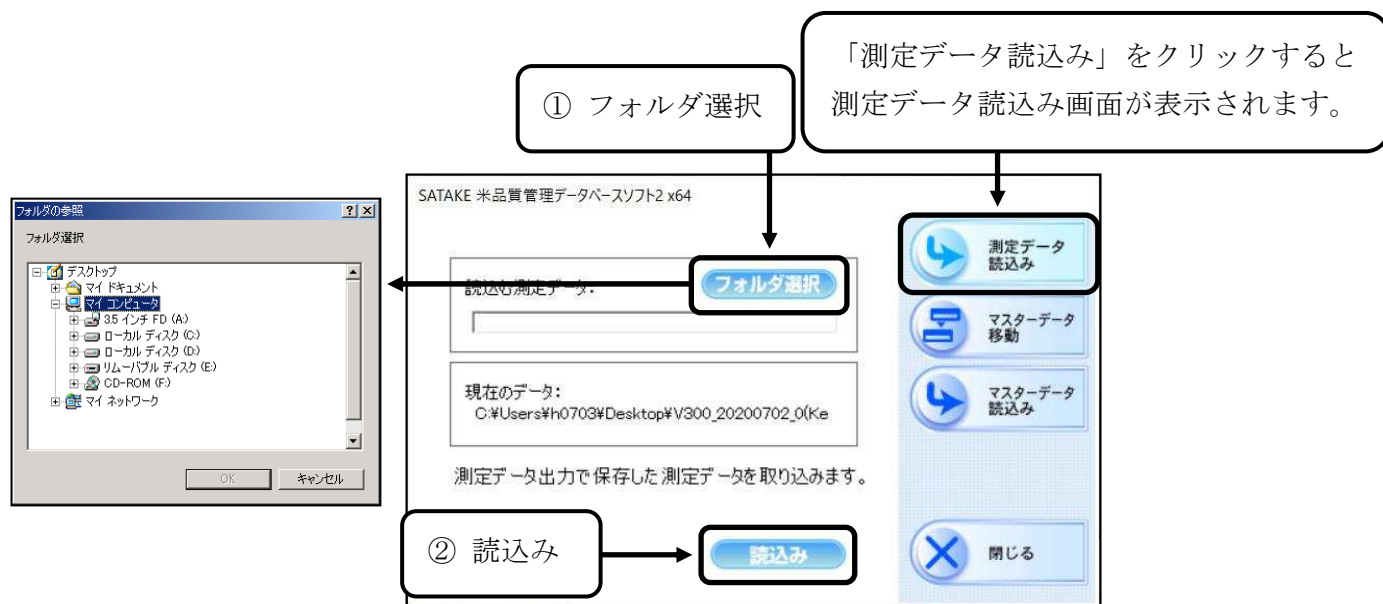 「測定データ読込み」をクリックすると
測定データ読込み画面が表示されます。
① フォルダ選択
フォルダの参照
フォルダ選択
デスクトップ
マイ ドキュメント
マイ コンピュータ
3.5 インチ FD (A:)
ローカル ディスク (C:)
ローカル ディスク (D:)
リムーバブル ディスク (E:)
CD-ROM (F:)
マイ ネットワーク
OK
キャンセル
SATAKE 米品質管理データベースソフト2 x64
読込む測定データ:
フォルダ選択
現在のデータ:
C:¥Users¥h0703¥Desktop¥V300_20200702_0(Ke
測定データ出力で保存した測定データを取り込みます。
② 読込み
読込み
測定データ
読込み
マスターデータ
移動
マスターデータ
読込み
閉じる